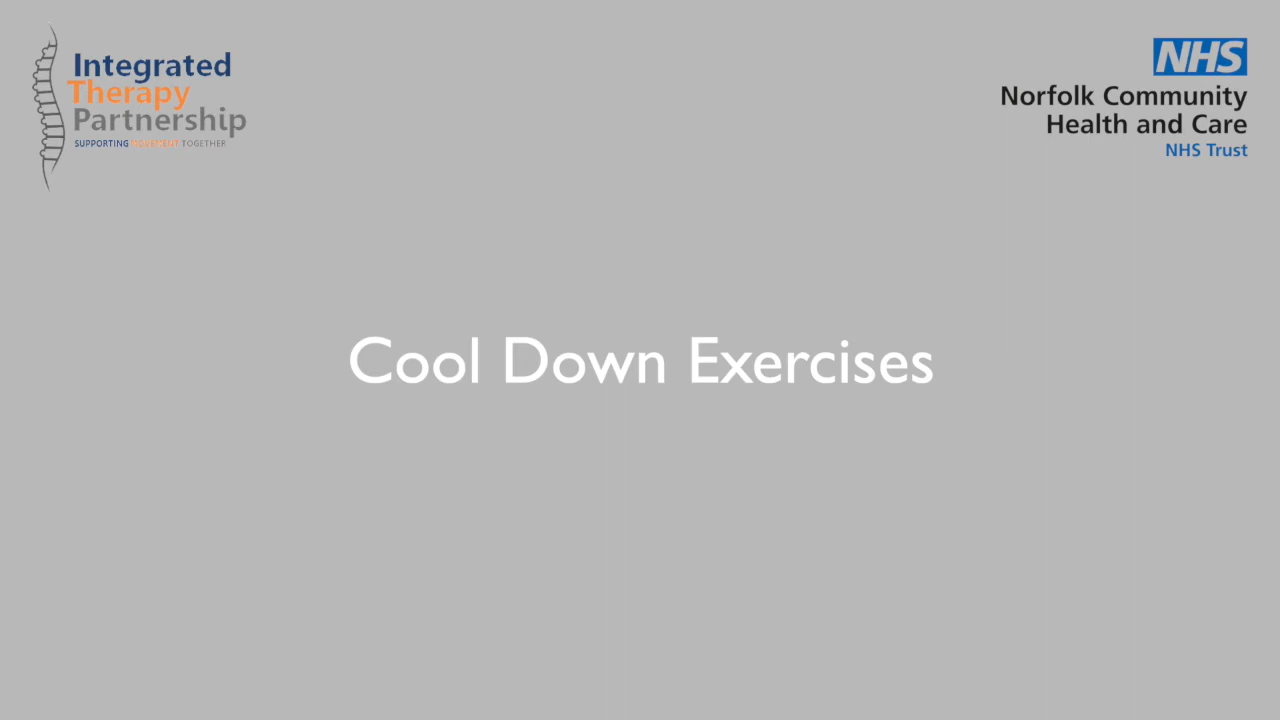 Integrated
Therapy
Partnership
SUPPORTING MOVEMENT TOGETHER
NHS
Norfolk Community
Health and Care
NHS Trust
Cool Down Exercises